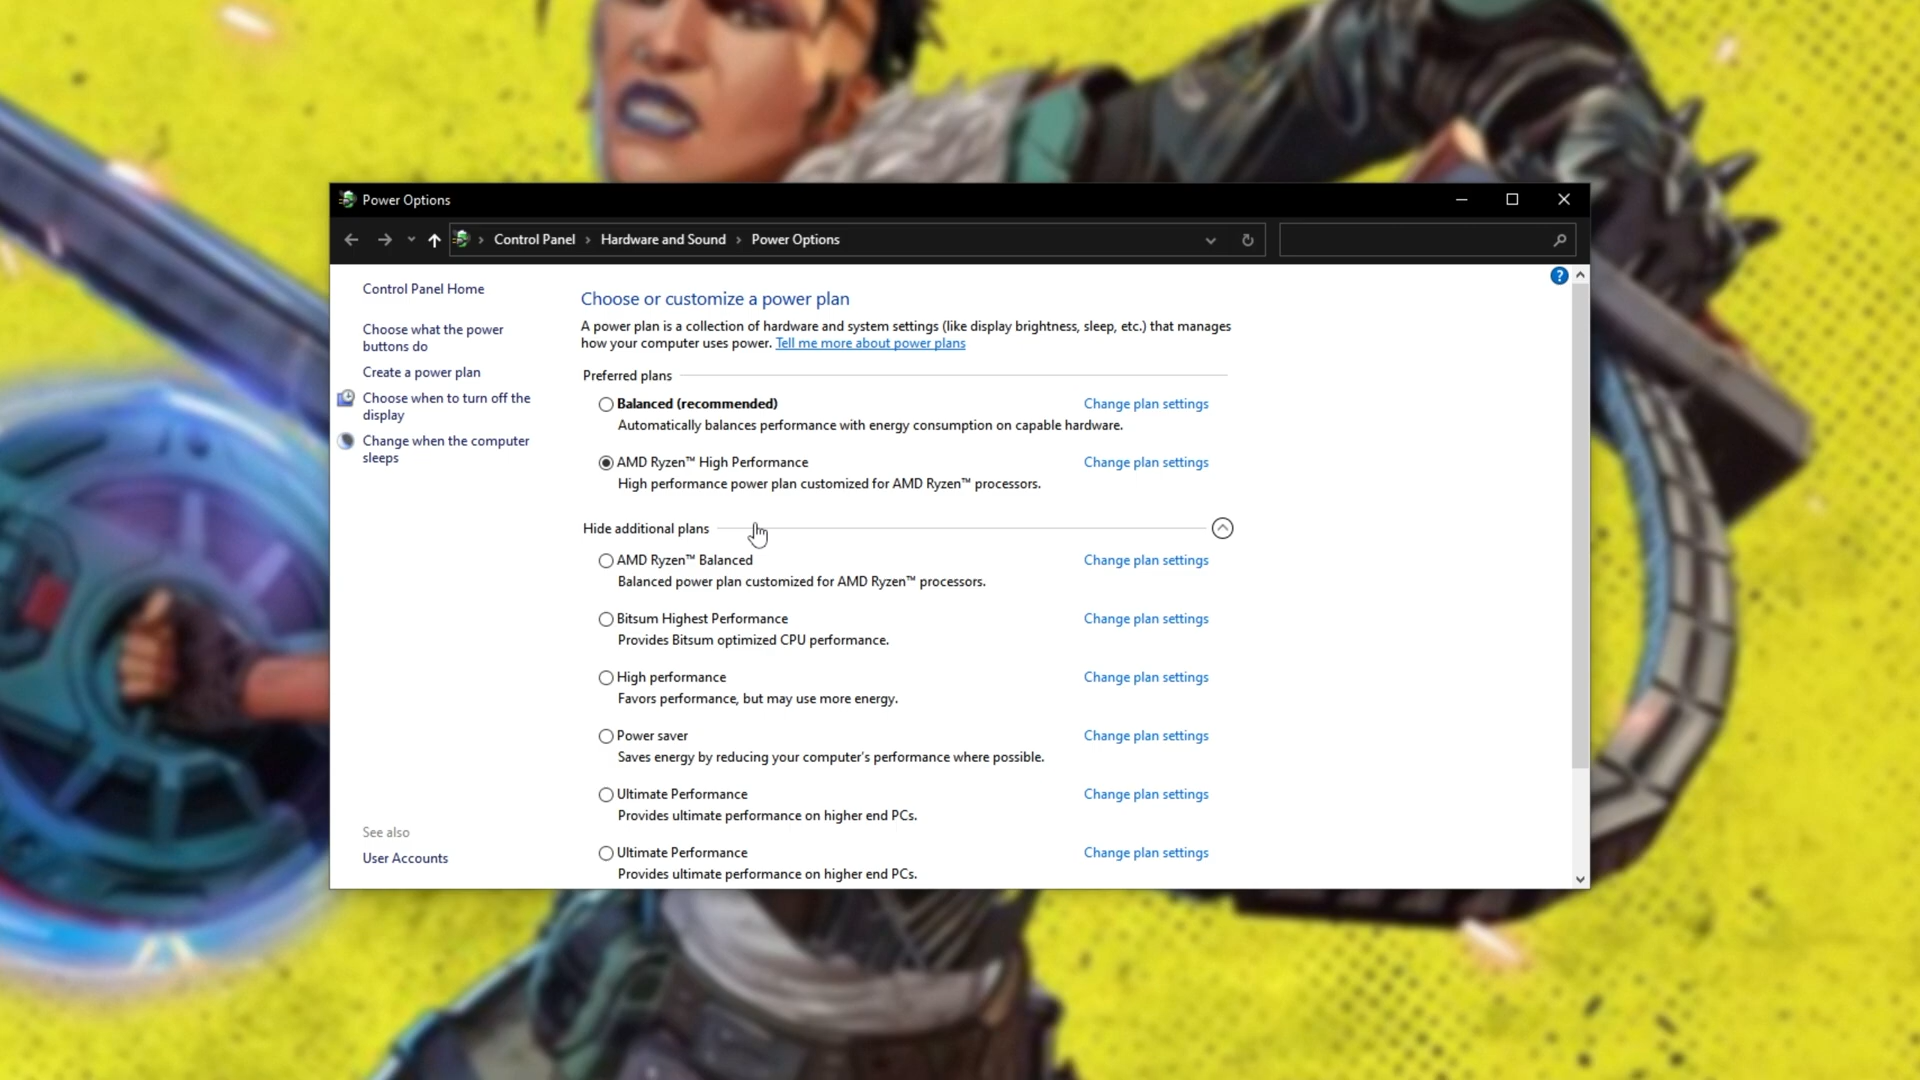 Power Options
Control Panel > Hardware and Sound > Power Options
Control Panel Home
Choose what the power
buttons do
Create a power plan
Choose when to turn off the
display
Change when the computer
sleeps
See also
User Accounts
?
Choose or customize a power plan
A power plan is a collection of hardware and system settings (like display brightness, sleep, etc.) that manages
how your computer uses power. Tell me more about power plans
Preferred plans
Balanced (recommended) Change plan settings
Automatically balances performance with energy consumption on capable hardware.
AMD Ryzen™ High Performance Change plan settings
High performance power plan customized for AMD Ryzen™ processors.
Hide additional plans
AMD Ryzen™ Balanced Change plan settings
Balanced power plan customized for AMD Ryzen™ processors.
Bitsum Highest Performance Change plan settings
Provides Bitsum optimized CPU performance.
High performance Change plan settings
Favors performance, but may use more energy.
Power saver Change plan settings
Saves energy by reducing your computer's performance where possible.
Ultimate Performance Change plan settings
Provides ultimate performance on higher end PCs.
Ultimate Performance Change plan settings
Provides ultimate performance on higher end PCs.